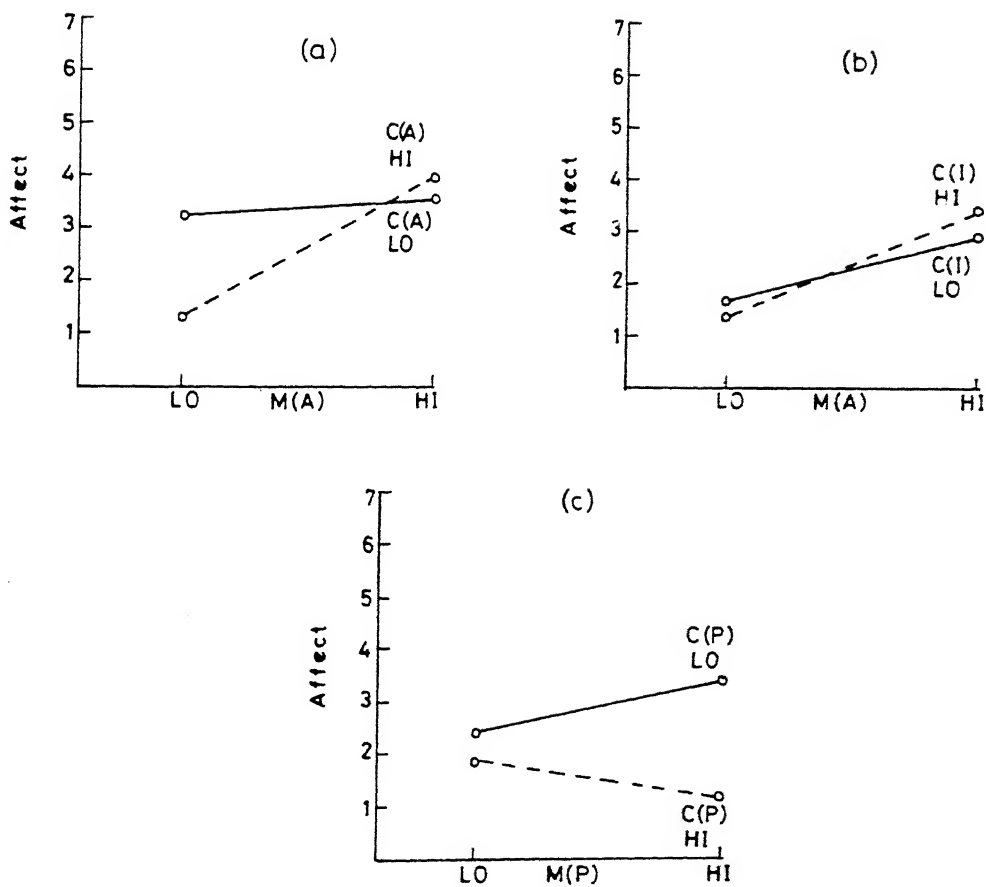 (a)
7
6
5
4
3
2
1
Affect
C(A)
HI
C(A)
LO
LO M(A) HI
(b)
7
6
5
4
3
2
1
Affect
C(I)
HI
C(I)
LO
LO M(A) HI
(c)
7
6
5
4
3
2
1
Affect
C(P)
LO
C(P)
HI
LO M(P) HI